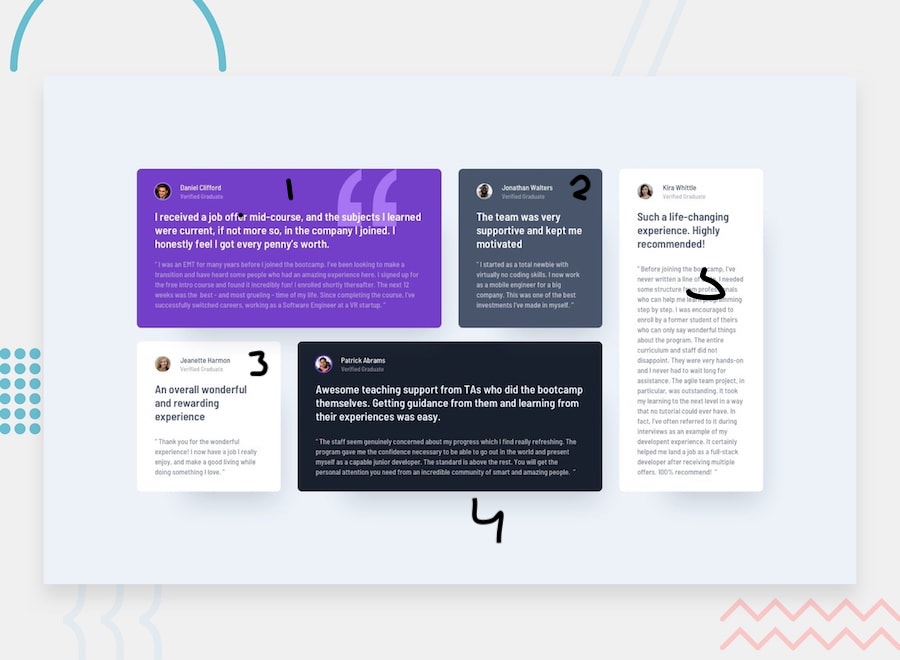 Daniel Clifford
Verified Graduate
1
I received a job offer mid-course, and the subjects I learned
were current, if not more so, in the company I joined. I
honestly feel I got every penny's worth.
" I was an EMT for many years before I joined the bootcamp. I've been looking to make a
transition and have heard some people who had an amazing experience here. I signed up for
the free intro course and found it incredibly fun! I enrolled shortly thereafter. The next 12
weeks was the best - and most grueling - time of my life. Since completing the course, I've
successfully switched careers, working as a Software Engineer at a VR startup. "
Jonathan Walters
Verified Graduate
2
The team was very
supportive and kept me
motivated
" I started as a total newbie with
virtually no coding skills. I now work
as a mobile engineer for a big
company. This was one of the best
investments I've made in myself. "
Jeanette Harmon
Verified Graduate
3
An overall wonderful
and rewarding
experience
" Thank you for the wonderful
experience! I now have a job I really
enjoy, and make a good living while
doing something I love. "
Patrick Abrams
Verified Graduate
Awesome teaching support from TAs who did the bootcamp
themselves. Getting guidance from them and learning from
their experiences was easy.
" The staff seem genuinely concerned about my progress which I find really refreshing. The
program gave me the confidence necessary to be able to go out in the world and present
myself as a capable junior developer. The standard is above the rest. You will get the
personal attention you need from an incredible community of smart and amazing people. "
4
Kira Whittle
Verified Graduate
Such a life-changing
experience. Highly
recommended!
" Before joining the bootcamp, I've
never written a line of I needed
some structure from professionals
who can help me learn programming
step by step. I was encouraged to
enroll by a former student of theirs
who can only say wonderful things
about the program. The entire
curriculum and staff did not
disappoint. They were very hands-on
and I never had to wait long for
assistance. The agile team project, in
particular, was outstanding. It took
my learning to the next level in a way
that no tutorial could ever have. In
fact, I've often referred to it during
interviews as an example of my
developent experience. It certainly
helped me land a job as a full-stack
developer after receiving multiple
offers. 100% recommend! "
5